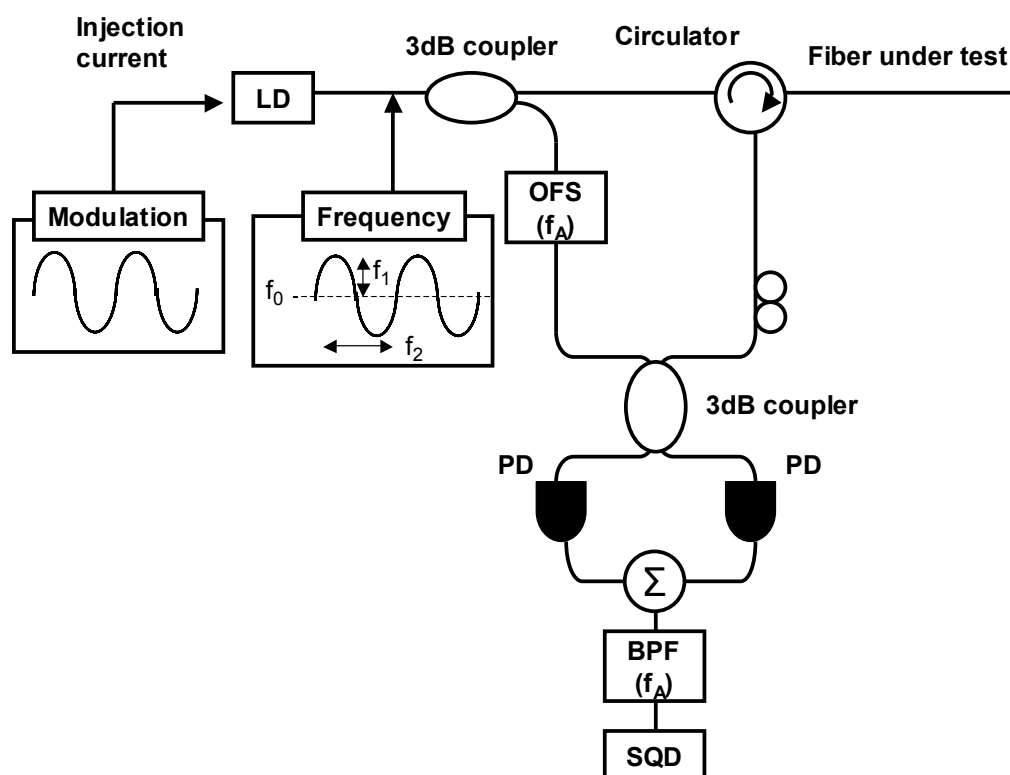 Injection
current
3dB coupler
Circulator
Fiber under test
LD
OFS
(fA)
Modulation
Frequency
f0
f1
f2
3dB coupler
PD
PD
Σ
BPF
(fA)
SQD